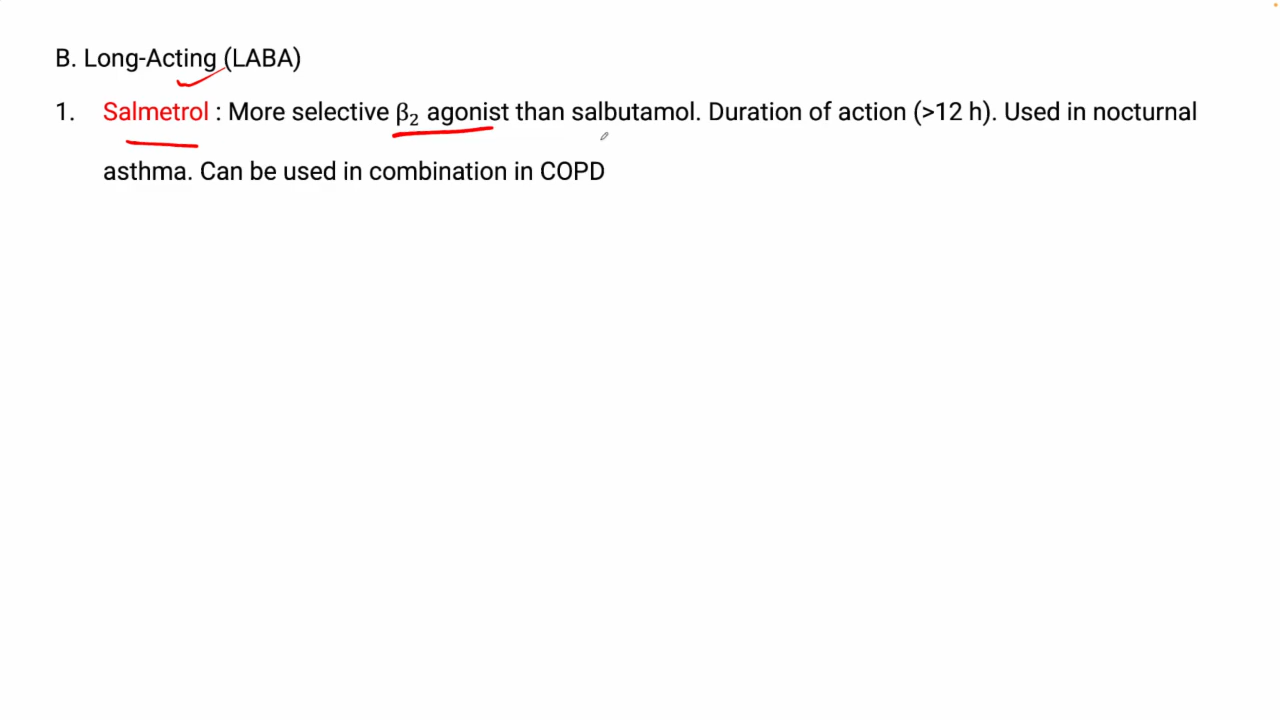 B. Long-Acting (LABA)
1. Salmetrol : More selective β₂ agonist than salbutamol. Duration of action (>12 h). Used in nocturnal
asthma. Can be used in combination in COPD